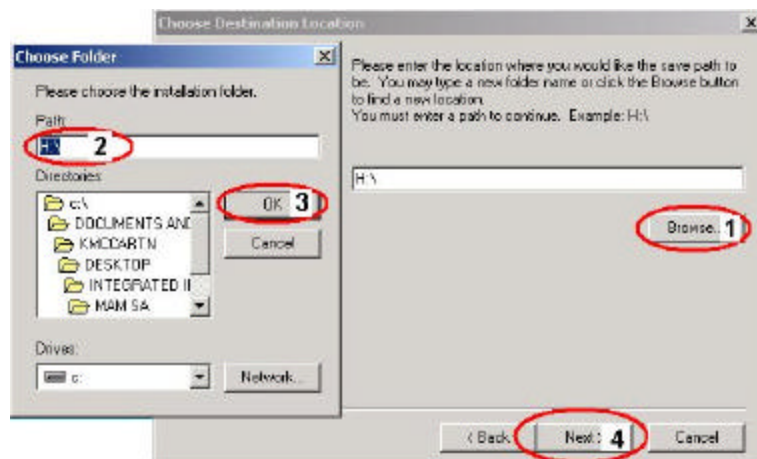 Choose Destination Location
Please enter the location where you would like the save path to
be. You may type a new folder name or click the Browse button
to find a new location.
You must enter a path to continue. Example: H:\
H:\
Browse.. 1
< Back
Next > 4
Cancel
Choose Folder
Please choose the installation folder.
Path:
H:\ 2
Directories:
c:\
DOCUMENTS AND
KMCCARTN
DESKTOP
INTEGRATED
MAM SA
OK 3
Cancel
Drives:
c:
Network...